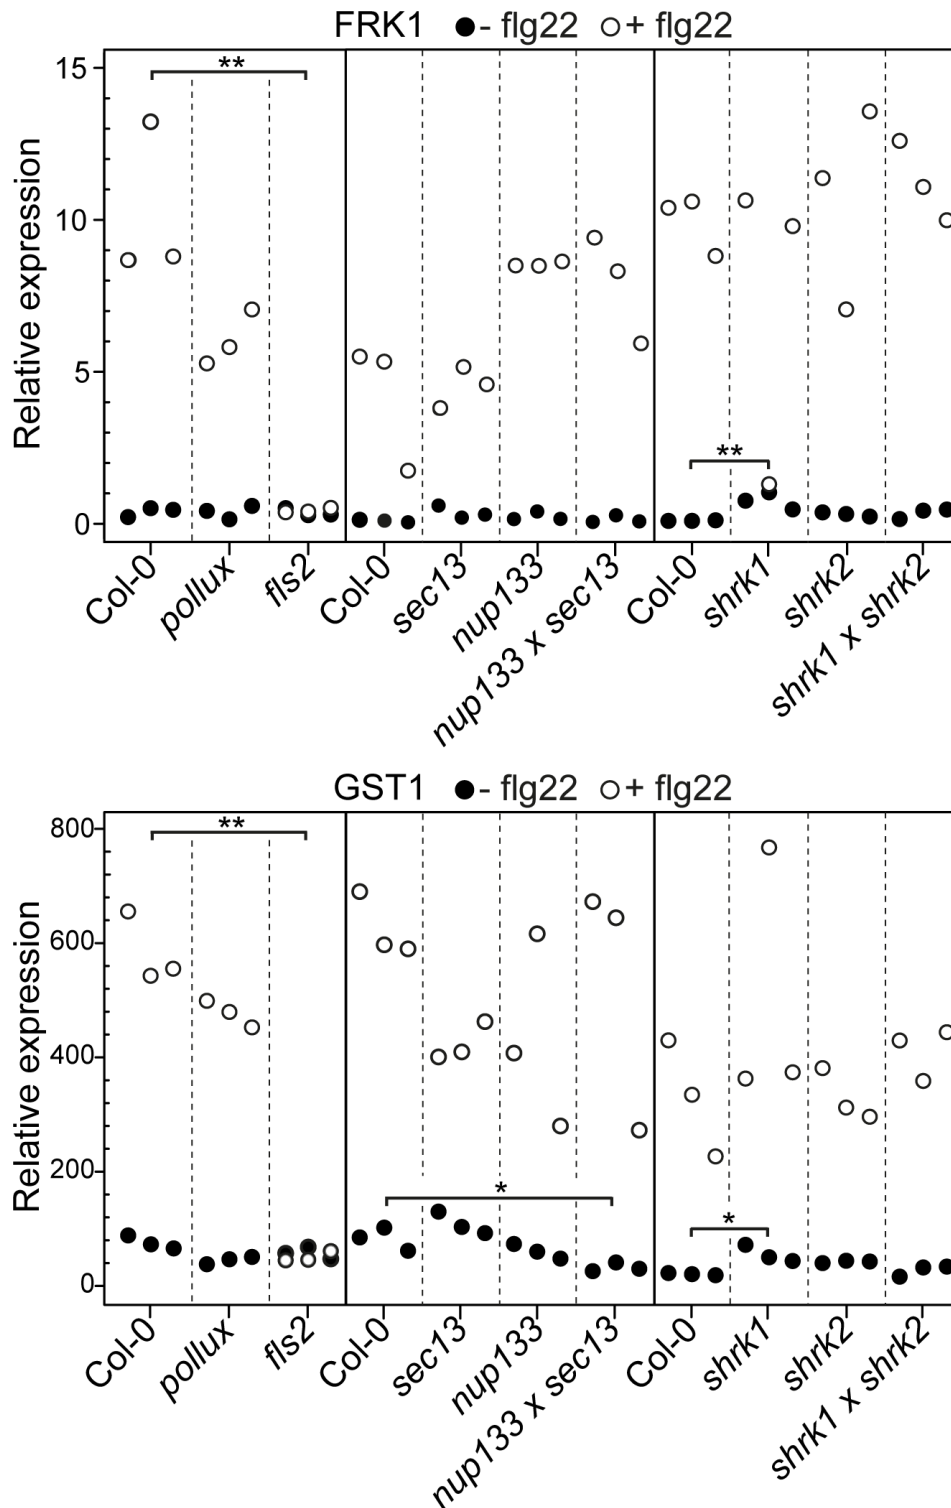 FRK1 ●- flg22 ○+ flg22
Relative expression
15
10
5
0
**
**
Col-0
pollux
fls2
Col-0
sec13
nup133
nup133 x sec13
Col-0
shrk1
shrk2
shrk1 x shrk2
GST1 ●- flg22 ○+ flg22
Relative expression
800
600
400
200
0
**
*
*
Col-0
pollux
fls2
Col-0
sec13
nup133
nup133 x sec13
Col-0
shrk1
shrk2
shrk1 x shrk2